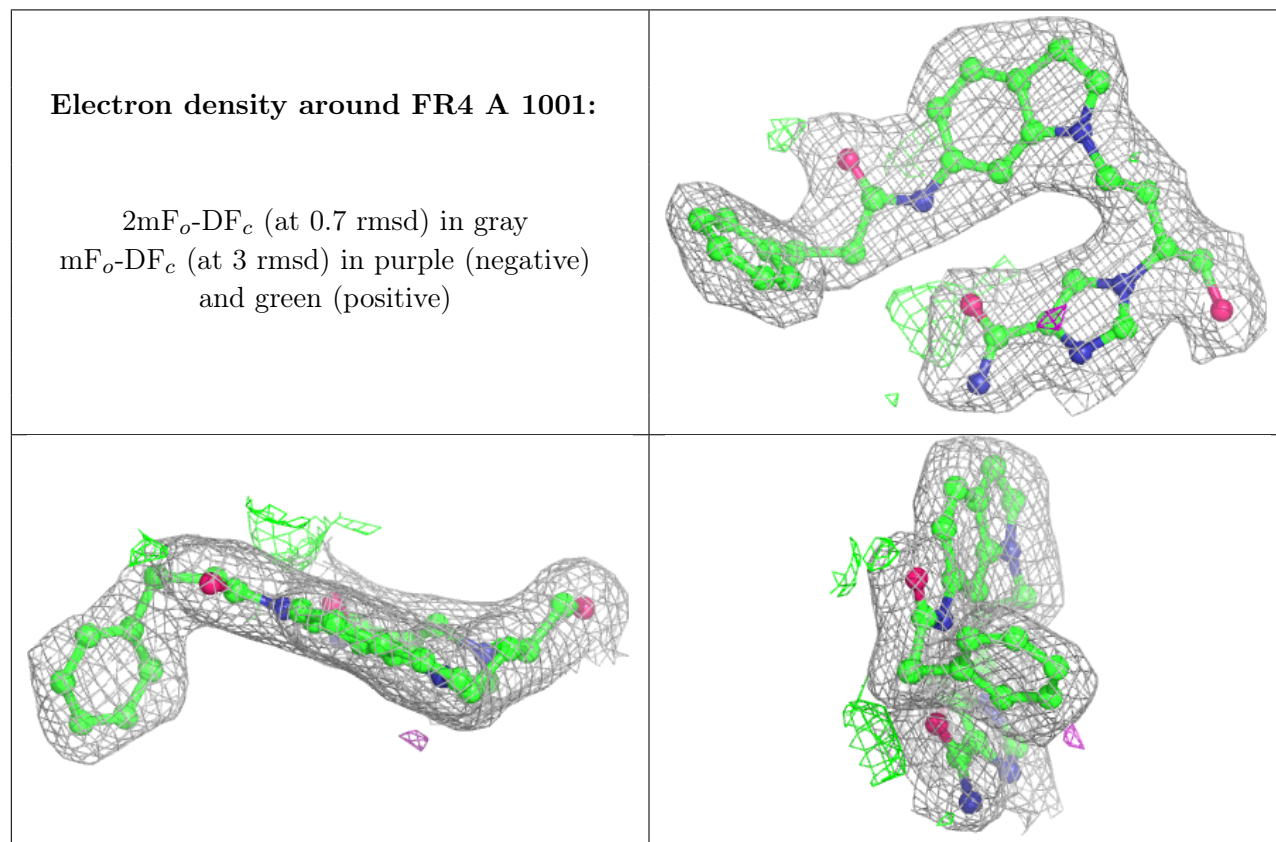 Electron density around FR4 A 1001:
2mFo-DFc (at 0.7 rmsd) in gray
mFo-DFc (at 3 rmsd) in purple (negative)
and green (positive)